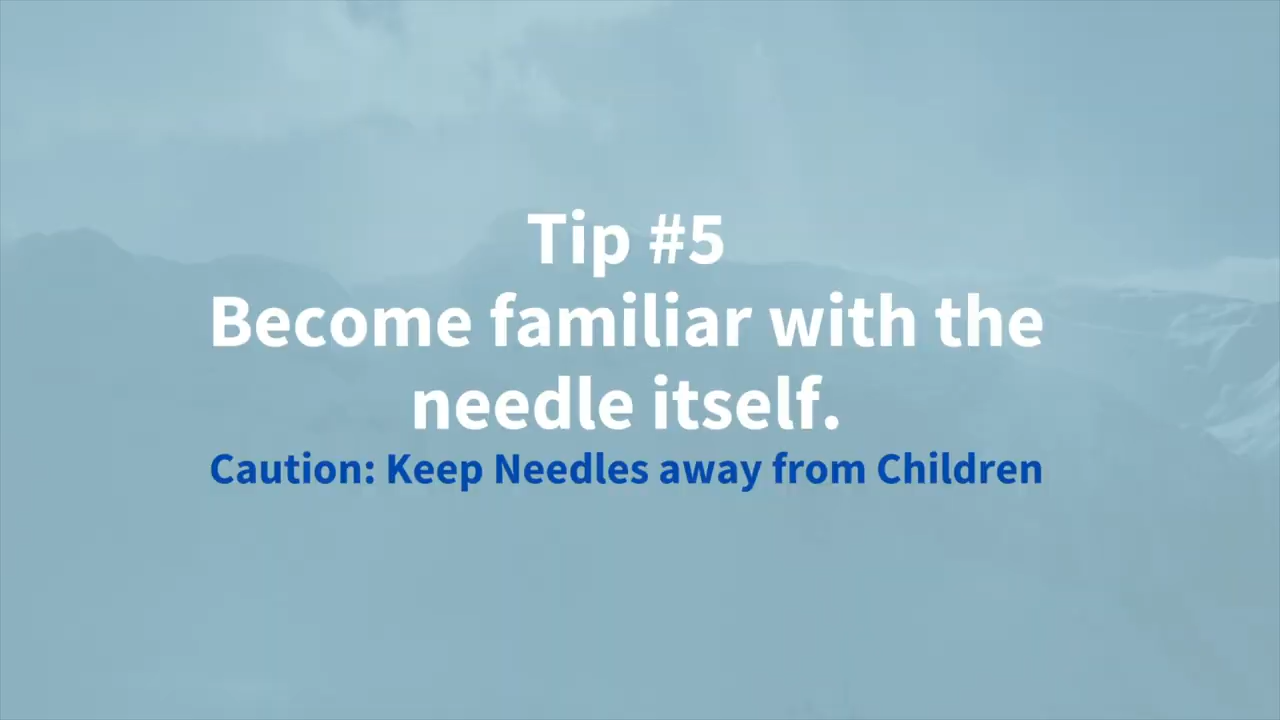 Tip #5
Become familiar with the
needle itself.
Caution: Keep Needles away from Children